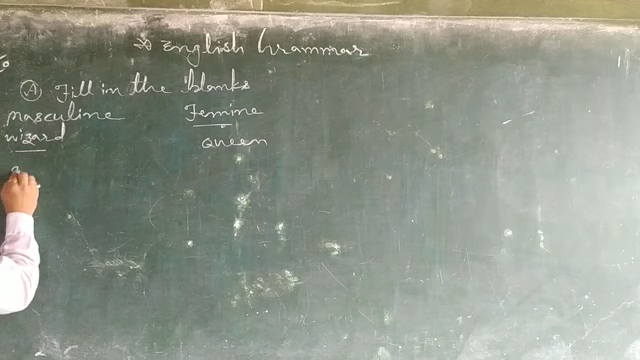 English Grammar
(A) Fill in the blanks
masculine Femine
wizard Queen